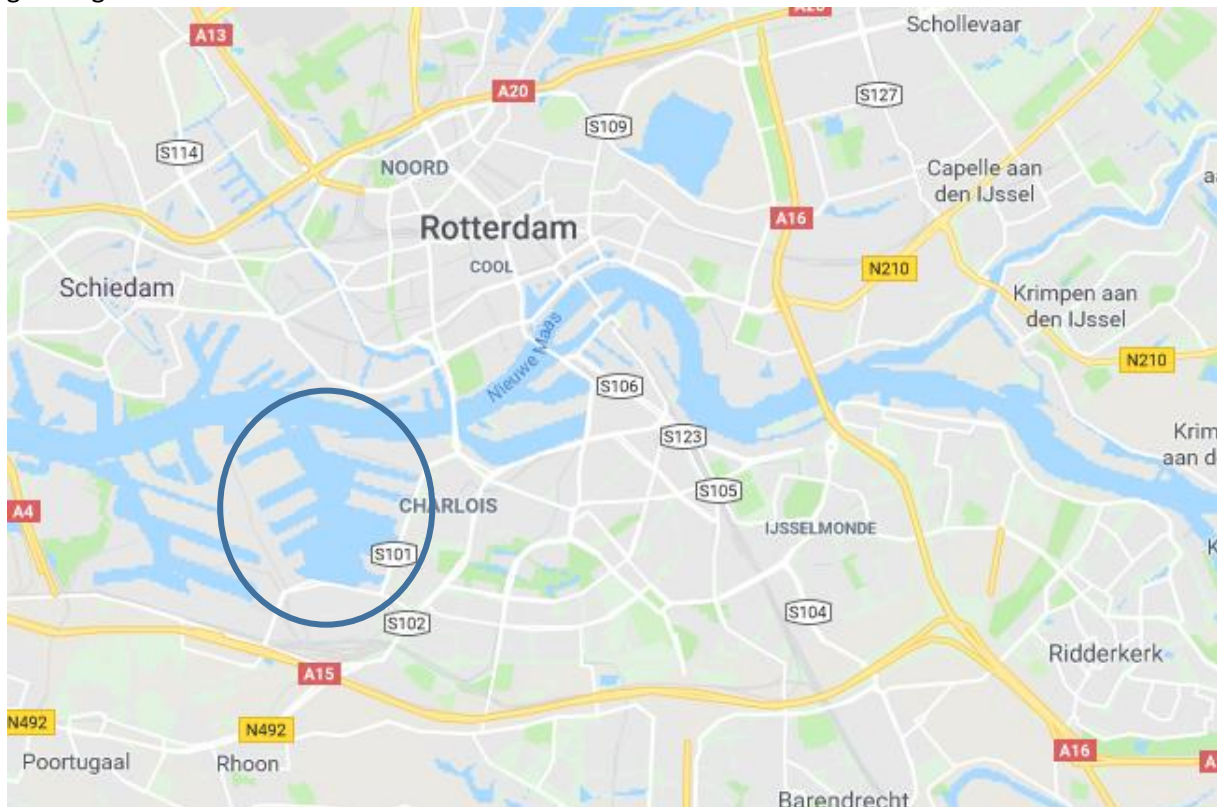 A13
Schollevaar
A20
S127
S109
S114
NOORD
Capelle aan
den IJssel
Rotterdam
A16
COOL
N210
Schiedam
Krimpen aan
den IJssel
Nieuwe Maas
N210
S106
S123
Krim
aan d
S105
CHARLOIS
A4
IJSSELMONDE
S101
S104
S102
Ridderkerk
A15
N492
N492
A16
Poortugaal
Rhoon
Barendrecht